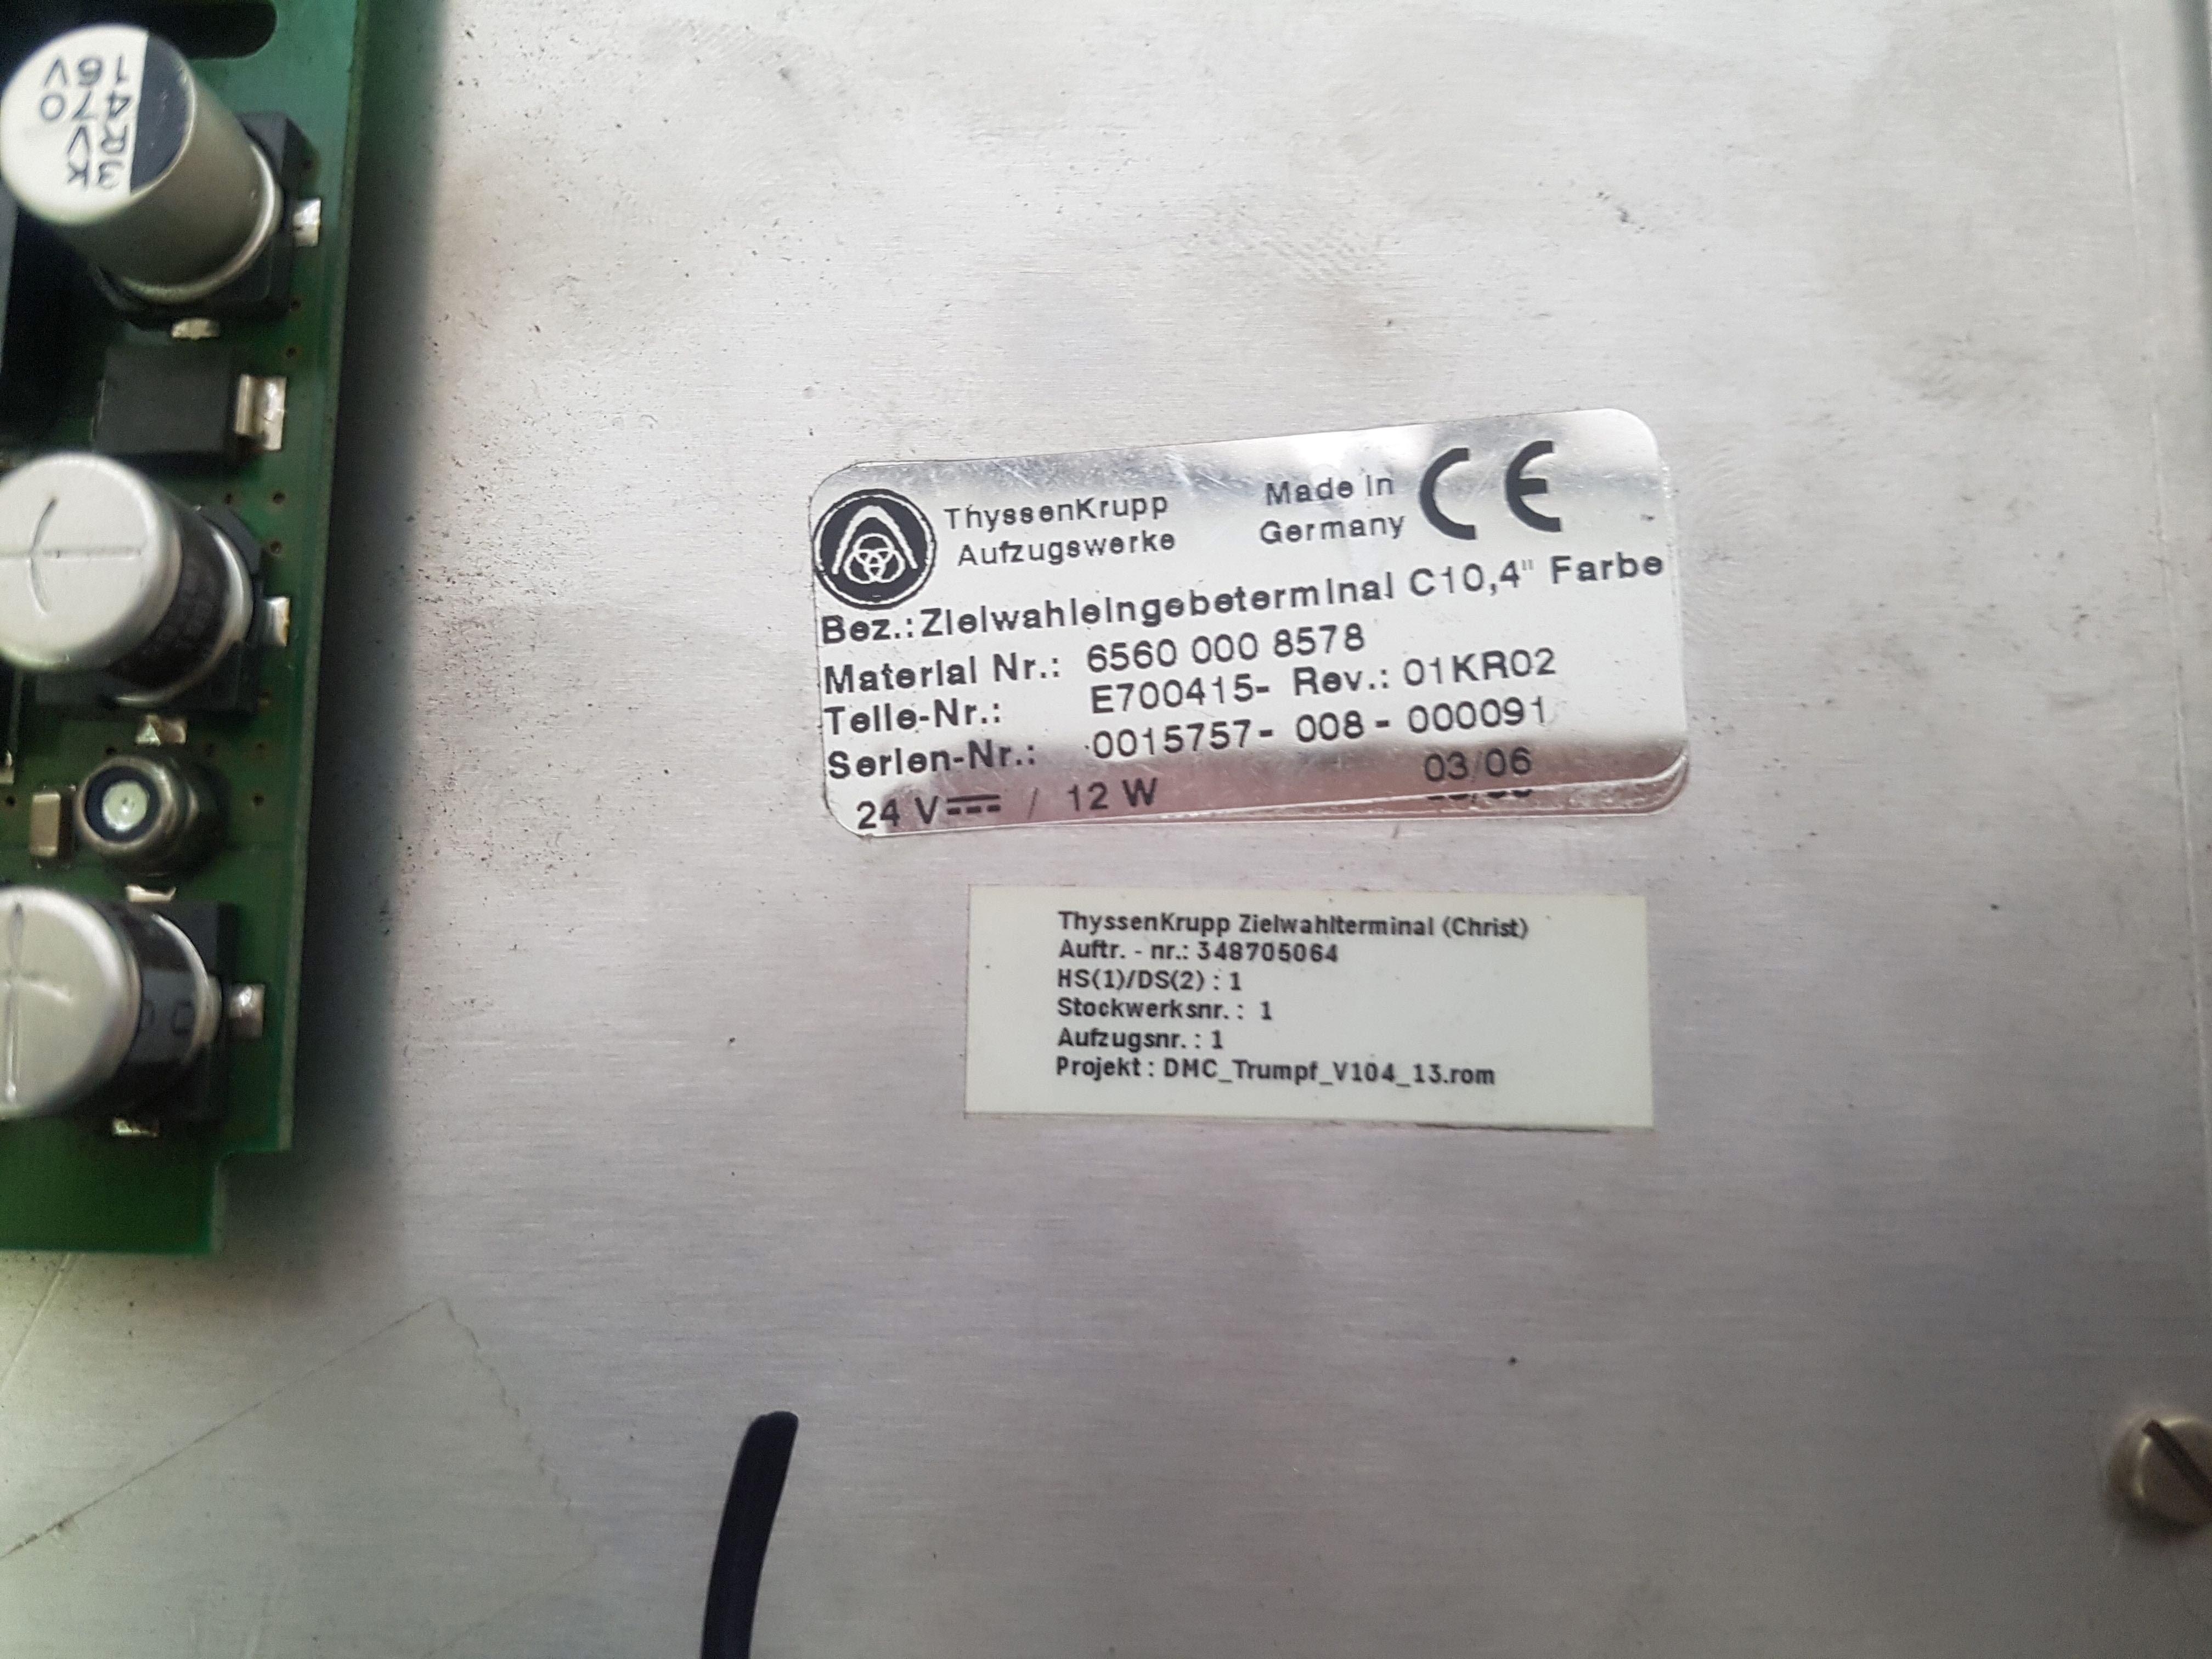 ThyssenKrupp
Aufzugswerke
Made in
Germany
CE
Bez.: Zielwahleingebeterminal C10,4" Farbe
Material Nr.: 6560 000 8578
Teile-Nr.: E700415- Rev.: 01KR02
Serien-Nr.: 0015757- 008 - 000091
24 V / 12 W 03/06
ThyssenKrupp Zielwahlterminal (Christ)
Auftr. - nr.: 348705064
HS(1)/DS(2) : 1
Stockwerksnr. : 1
Aufzugsnr. : 1
Projekt : DMC_Trumpf_V104_13.rom
470
16V